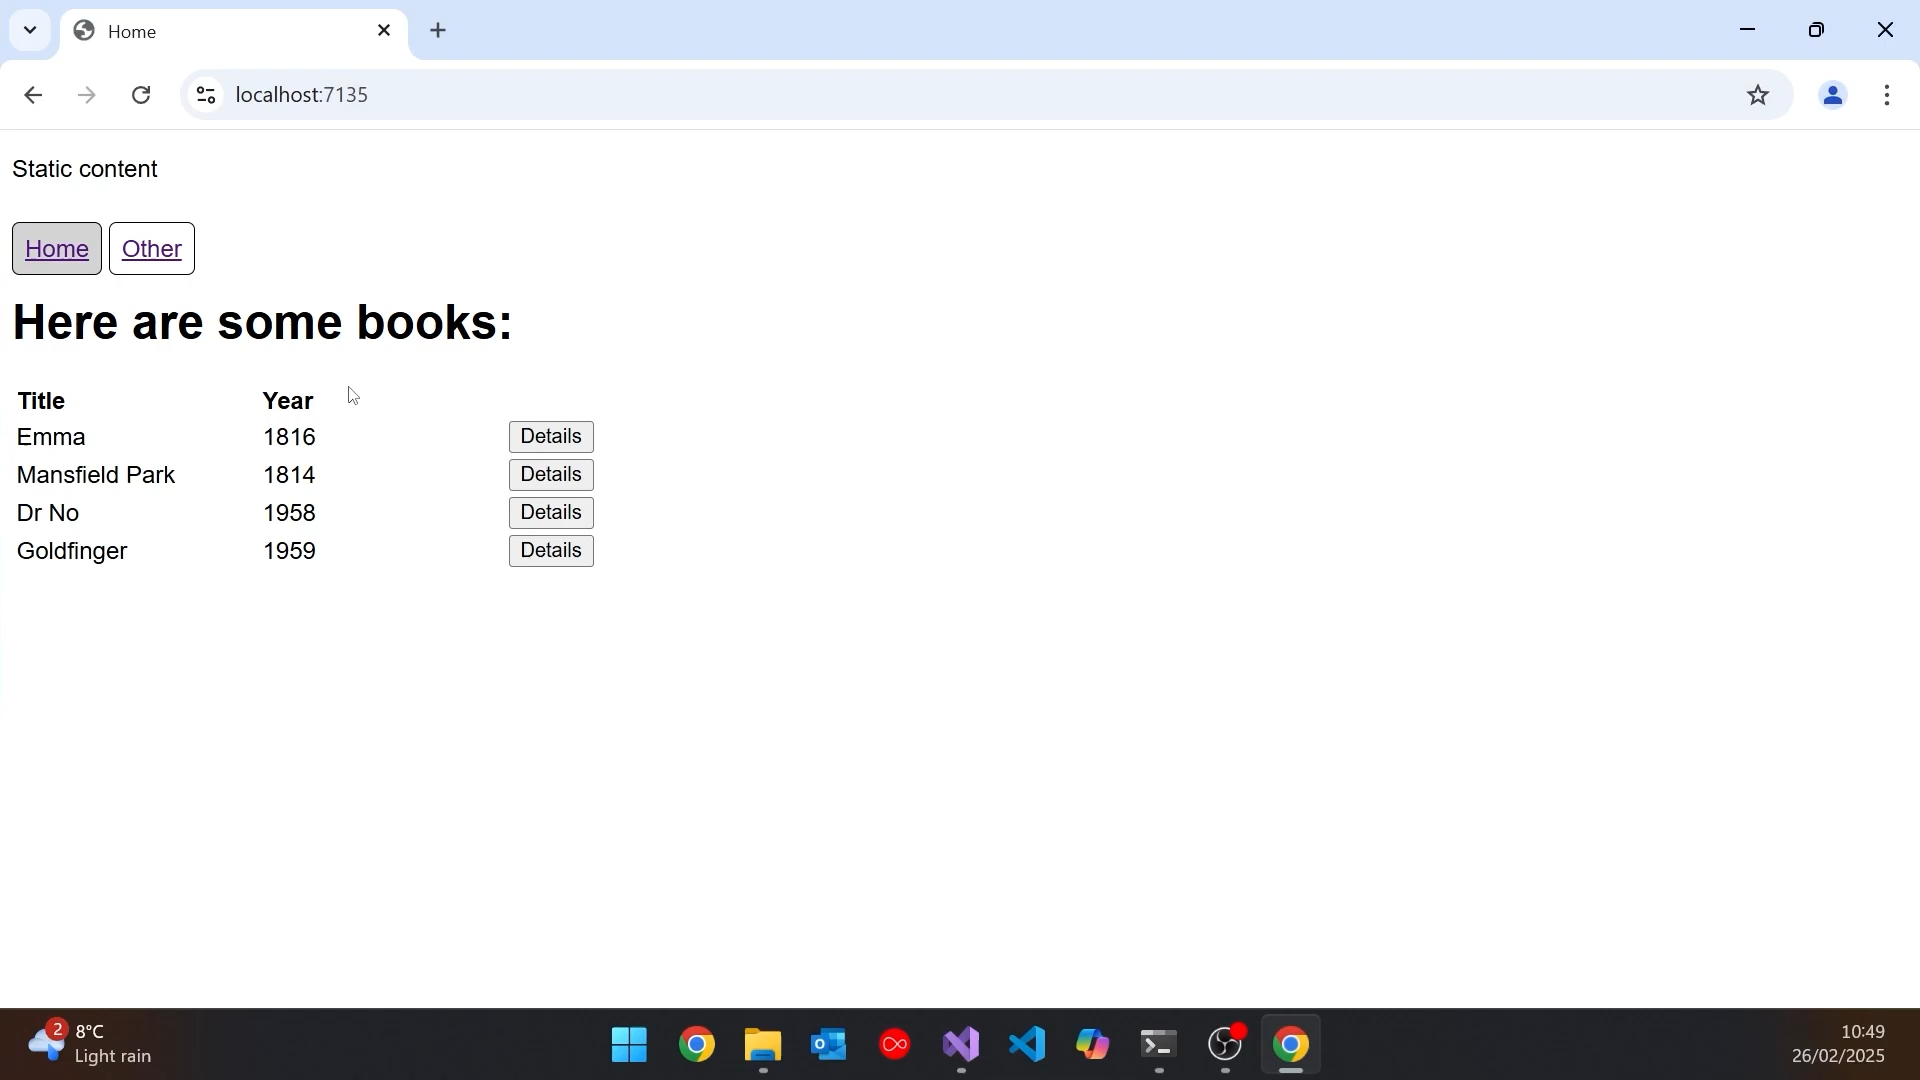 Home
localhost:7135
Static content
Home Other
Here are some books:
Title Year
Emma 1816 Details
Mansfield Park 1814 Details
Dr No 1958 Details
Goldfinger 1959 Details
2 8°C 10:49
Light rain 26/02/2025